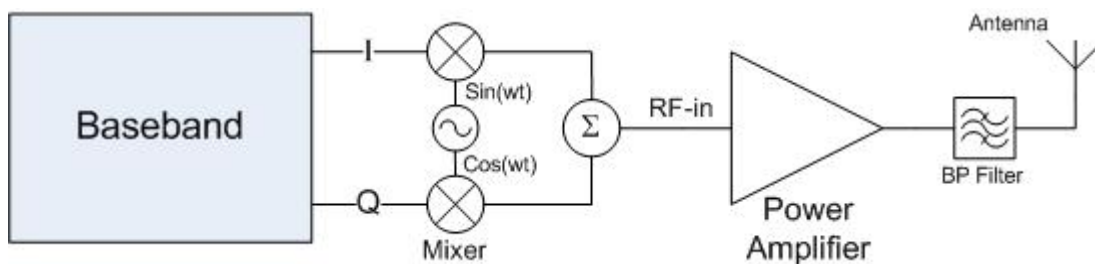 Baseband
I
Q
Sin(wt)
Cos(wt)
Mixer
Σ
RF-in
Power
Amplifier
BP Filter
Antenna